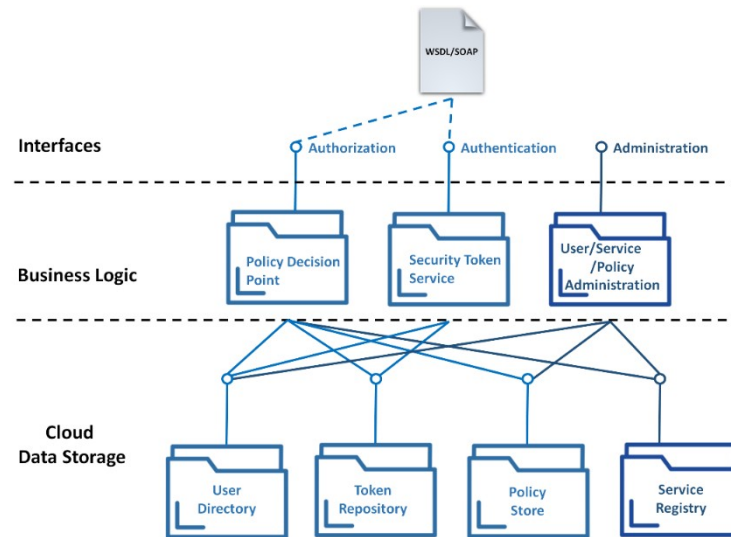 WSDL/SOAP
Interfaces
Authorization
Authentication
Administration
Business Logic
Policy Decision
Point
Security Token
Service
User/Service
/Policy
Administration
Cloud
Data Storage
User
Directory
Token
Repository
Policy
Store
Service
Registry